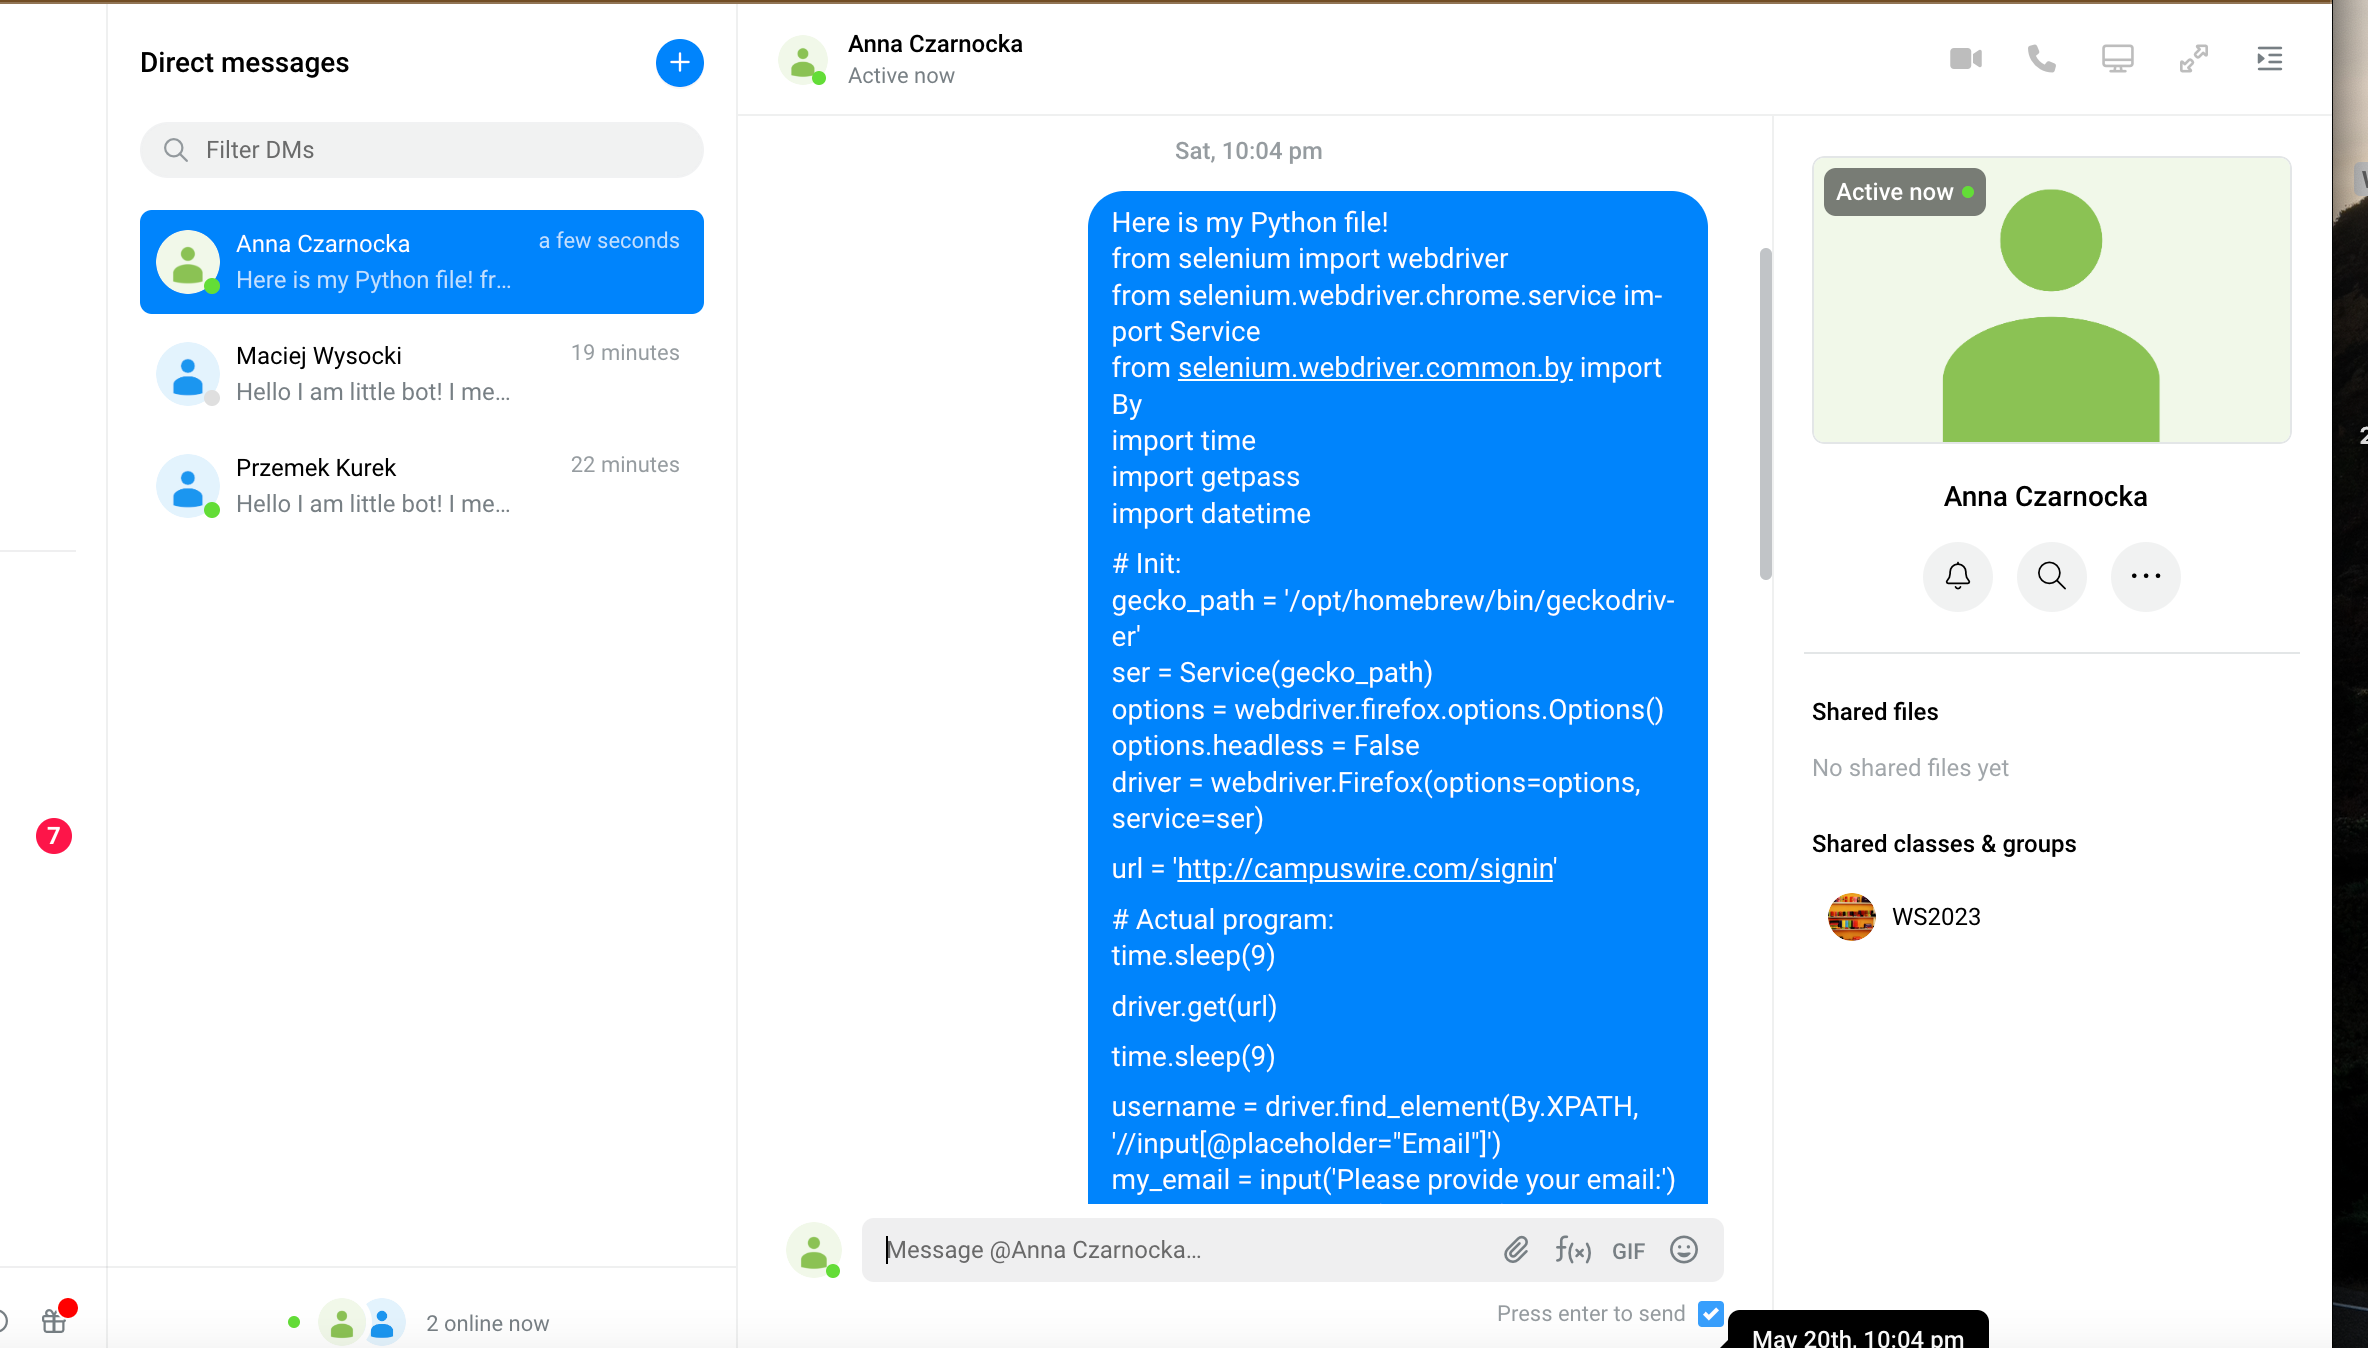 Direct messages
Filter DMs
Anna Czarnocka
a few seconds
Here is my Python file! fr...
Maciej Wysocki
19 minutes
Hello I am little bot! I me...
Przemek Kurek
22 minutes
Hello I am little bot! I me...
7
2 online now
Anna Czarnocka
Active now
Sat, 10:04 pm
Here is my Python file!
from selenium import webdriver
from selenium.webdriver.chrome.service im-
port Service
from selenium.webdriver.common.by import
By
import time
import getpass
import datetime
# Init:
gecko_path = '/opt/homebrew/bin/geckodriv-
er'
ser = Service(gecko_path)
options = webdriver.firefox.options.Options()
options.headless = False
driver = webdriver.Firefox(options=options,
service=ser)
url = 'http://campuswire.com/signin'
# Actual program:
time.sleep(9)
driver.get(url)
time.sleep(9)
username = driver.find_element(By.XPATH,
'//input[@placeholder="Email"]')
my_email = input('Please provide your email:')
Message @Anna Czarnocka...
f(x)
GIF
Press enter to send
May 20th, 10:04 pm
Active now
Anna Czarnocka
Shared files
No shared files yet
Shared classes & groups
WS2023